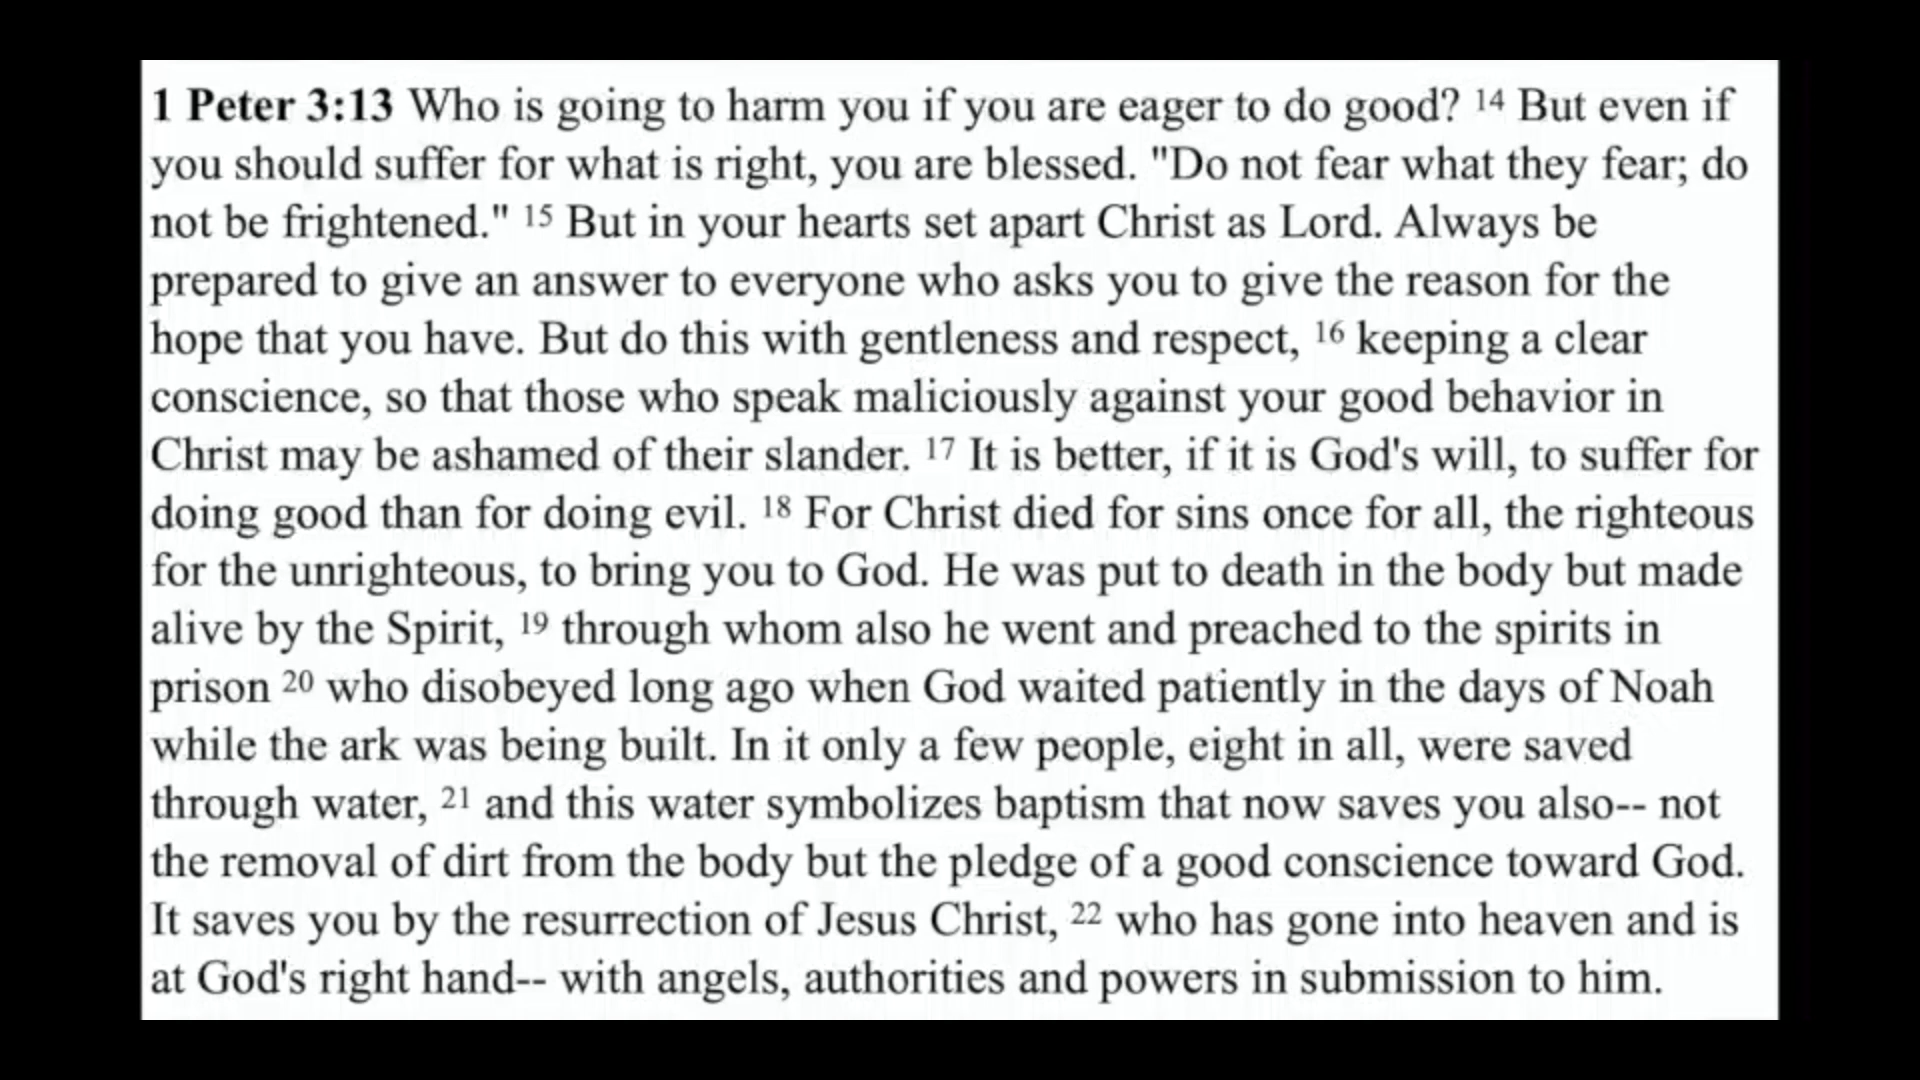 1 Peter 3:13 Who is going to harm you if you are eager to do good? 14 But even if
you should suffer for what is right, you are blessed. "Do not fear what they fear; do
not be frightened." 15 But in your hearts set apart Christ as Lord. Always be
prepared to give an answer to everyone who asks you to give the reason for the
hope that you have. But do this with gentleness and respect, 16 keeping a clear
conscience, so that those who speak maliciously against your good behavior in
Christ may be ashamed of their slander. 17 It is better, if it is God's will, to suffer for
doing good than for doing evil. 18 For Christ died for sins once for all, the righteous
for the unrighteous, to bring you to God. He was put to death in the body but made
alive by the Spirit, 19 through whom also he went and preached to the spirits in
prison 20 who disobeyed long ago when God waited patiently in the days of Noah
while the ark was being built. In it only a few people, eight in all, were saved
through water, 21 and this water symbolizes baptism that now saves you also-- not
the removal of dirt from the body but the pledge of a good conscience toward God.
It saves you by the resurrection of Jesus Christ, 22 who has gone into heaven and is
at God's right hand-- with angels, authorities and powers in submission to him.